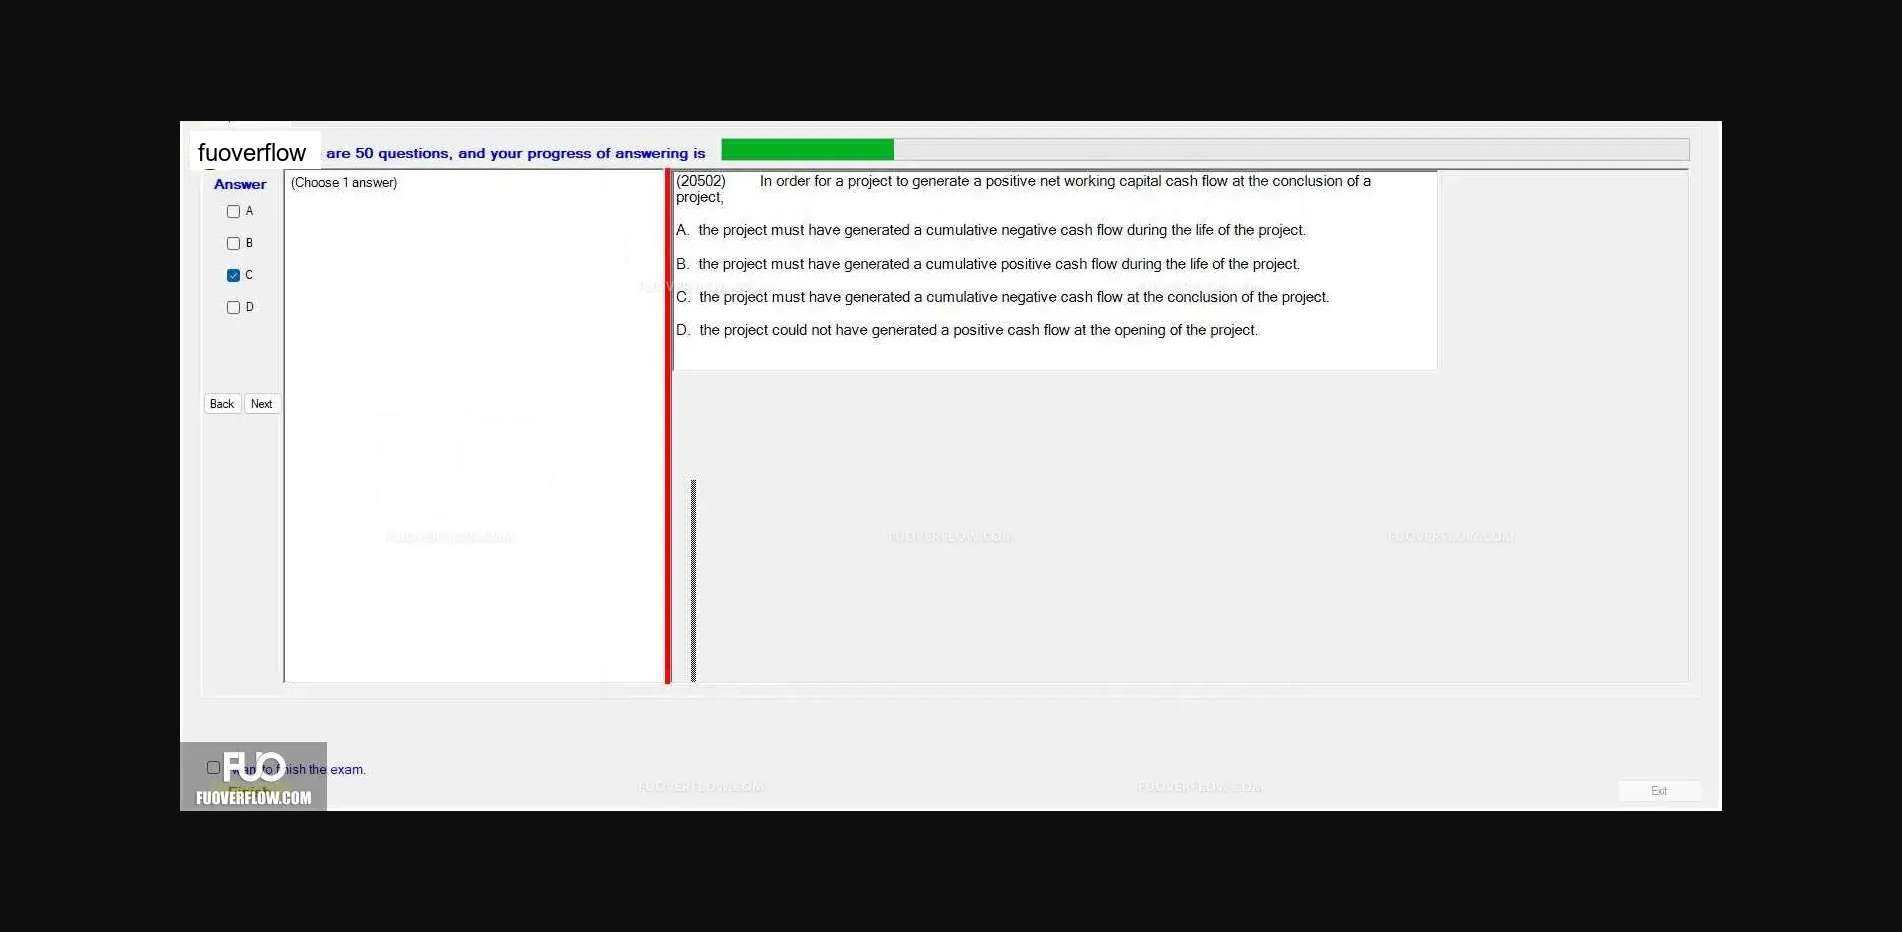 fuoverflow
are 50 questions, and your progress of answering is
Answer
A
B
C
D
Back Next
(Choose 1 answer)
(20502) In order for a project to generate a positive net working capital cash flow at the conclusion of a
project,
A. the project must have generated a cumulative negative cash flow during the life of the project.
B. the project must have generated a cumulative positive cash flow during the life of the project.
C. the project must have generated a cumulative negative cash flow at the conclusion of the project.
D. the project could not have generated a positive cash flow at the opening of the project.
FUOVERFLOW.COM
FUOVERFLOW.COM
FUOVERFLOW.COM
FUOVERFLOW.COM
FUOVERFLOW.COM
want to finish the exam.
FUO
Finish
FUOVERFLOW.COM
Exit